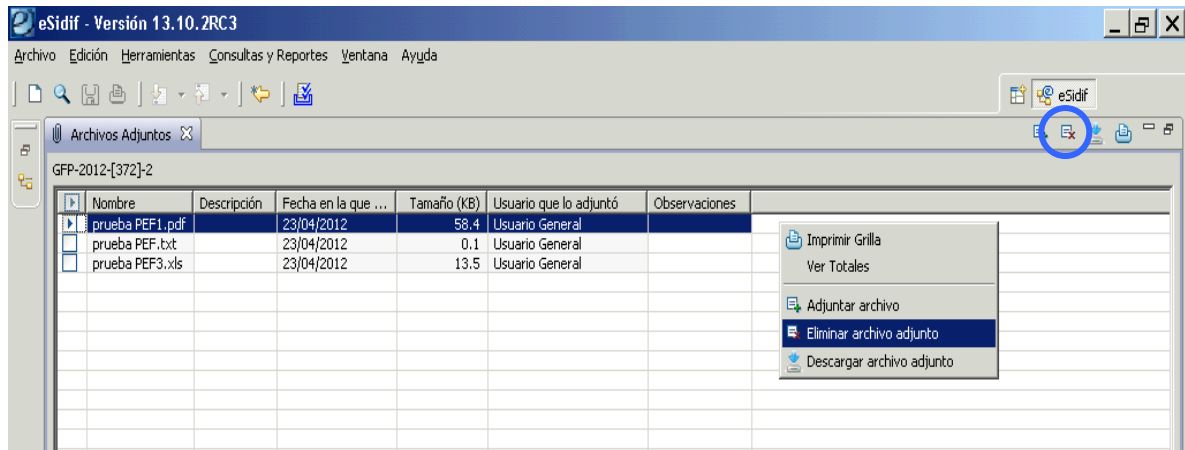 eSidif - Versión 13.10.2RC3
Archivo Edición Herramientas Consultas y Reportes Ventana Ayuda
eSidif
Archivos Adjuntos
GFP-2012-[372]-2
Nombre Descripción Fecha en la que ... Tamaño (KB) Usuario que lo adjuntó Observaciones
prueba PEF1.pdf 23/04/2012 58.4 Usuario General
prueba PEF.txt 23/04/2012 0.1 Usuario General
prueba PEF3.xls 23/04/2012 13.5 Usuario General
Imprimir Grilla
Ver Totales
Adjuntar archivo
Eliminar archivo adjunto
Descargar archivo adjunto